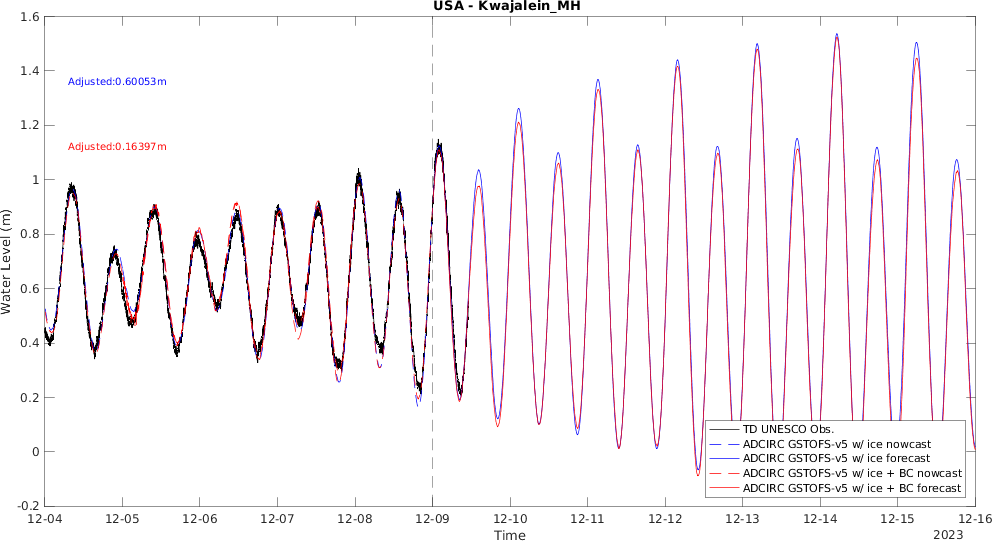 USA - Kwajalein_MH
1.6
1.4
1.2
1
0.8
0.6
0.4
0.2
0
-0.2
Water Level (m)
Adjusted:0.60053m
Adjusted:0.16397m
TD UNESCO Obs.
ADCIRC GSTOFS-v5 w/ ice nowcast
ADCIRC GSTOFS-v5 w/ ice forecast
ADCIRC GSTOFS-v5 w/ ice + BC nowcast
ADCIRC GSTOFS-v5 w/ ice + BC forecast
12-04 12-05 12-06 12-07 12-08 12-09 12-10 12-11 12-12 12-13 12-14 12-15 12-16
Time
2023